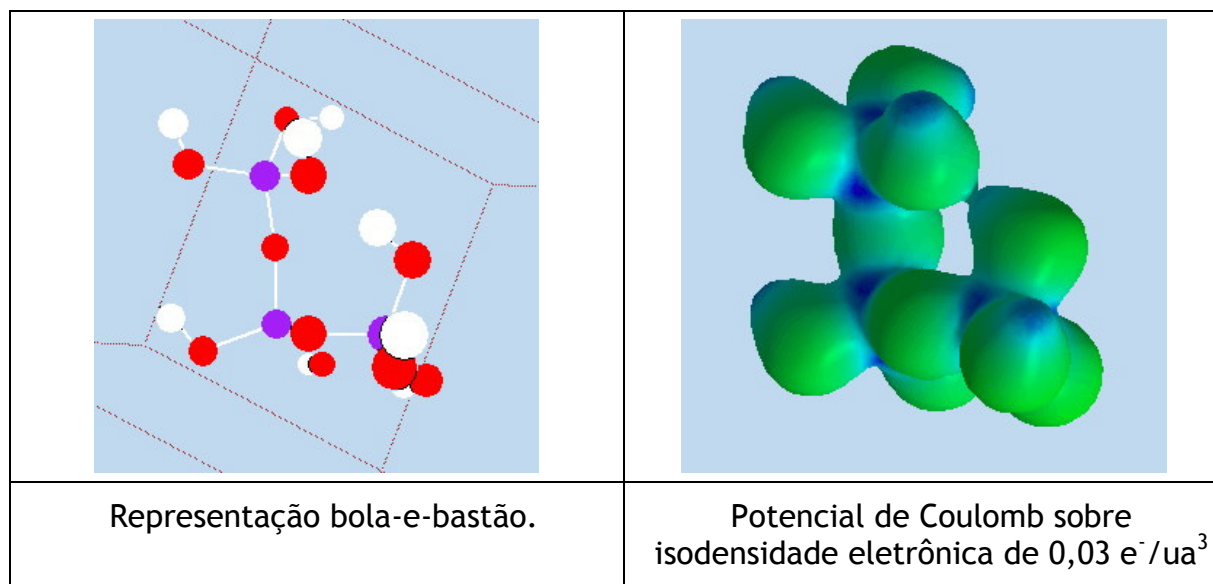 Representação bola-e-bastão.
Potencial de Coulomb sobre
isodensidade eletrônica de 0,03 e⁻/ua³